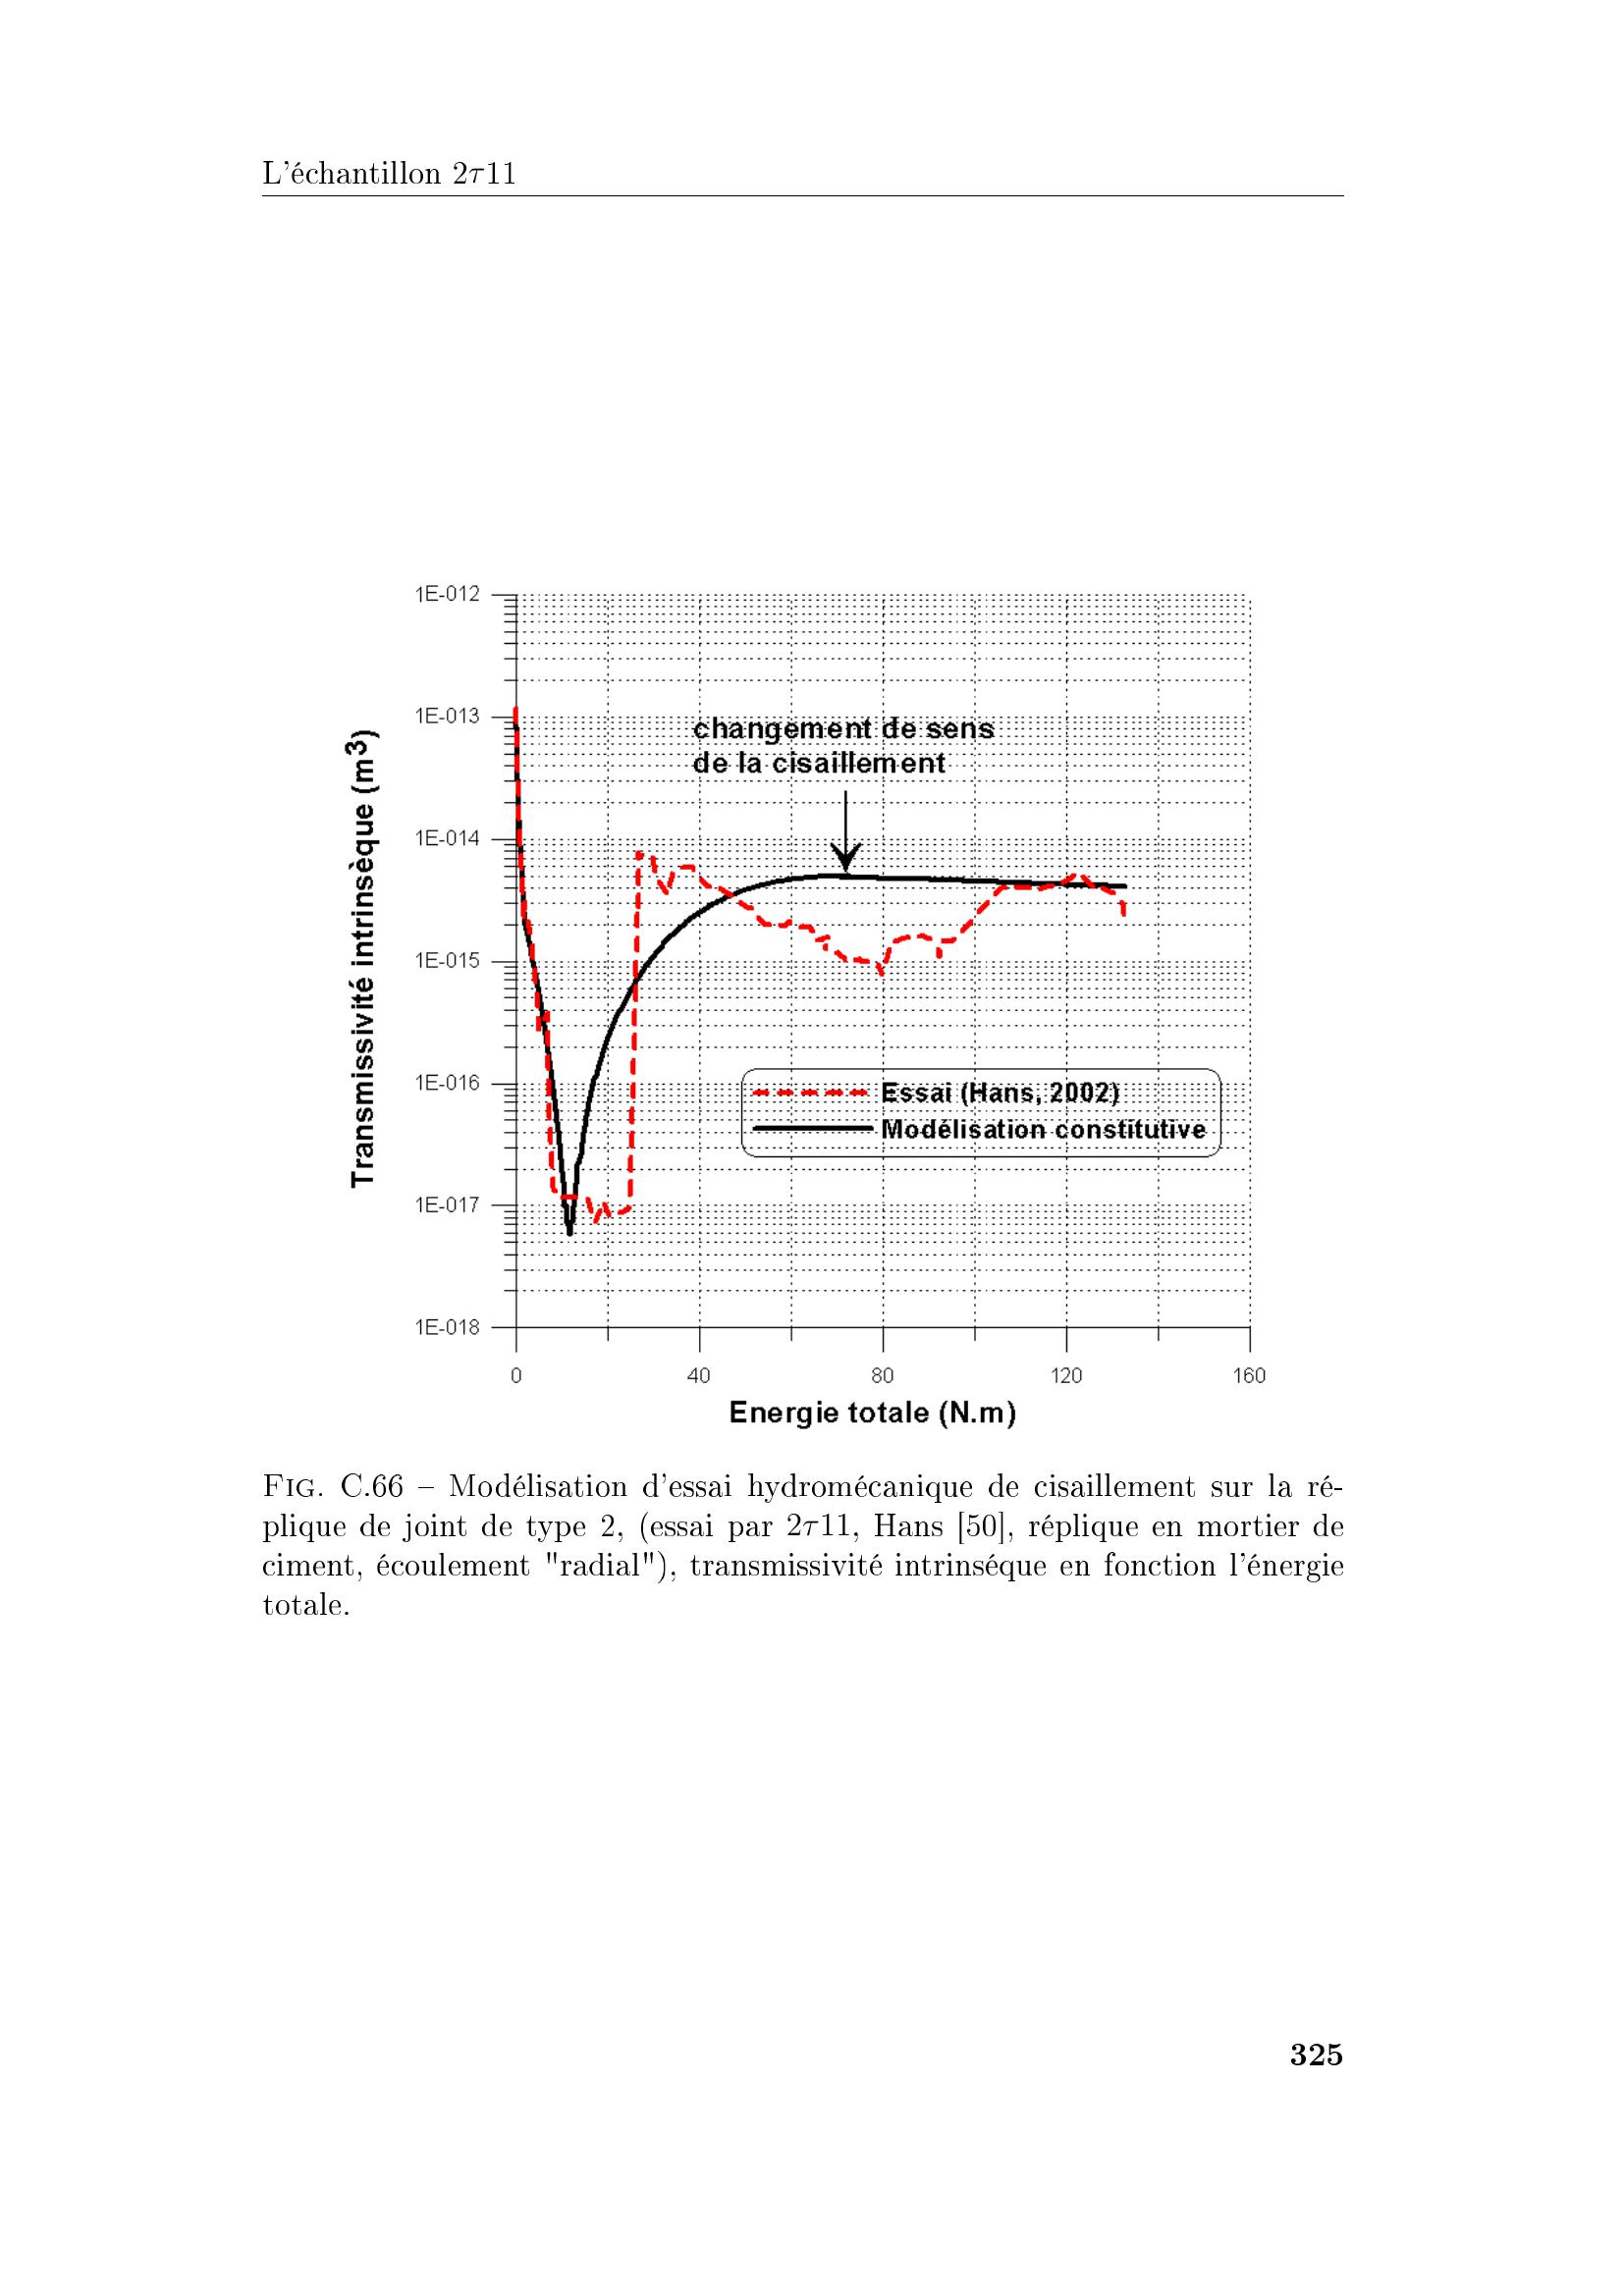 L'échantillon 2τ11
1E-012
1E-013
1E-014
1E-015
1E-016
1E-017
1E-018
Transmissivité intrinsèque (m³)
changement de sens
de la cisaillement
Essai (Hans, 2002)
Modélisation constitutive
0 40 80 120 160
Energie totale (N.m)
FIG. C.66 – Modélisation d'essai hydromécanique de cisaillement sur la ré-
plique de joint de type 2, (essai par 2τ11, Hans [50], réplique en mortier de
ciment, écoulement "radial"), transmissivité intrinséque en fonction l'énergie
totale.
325